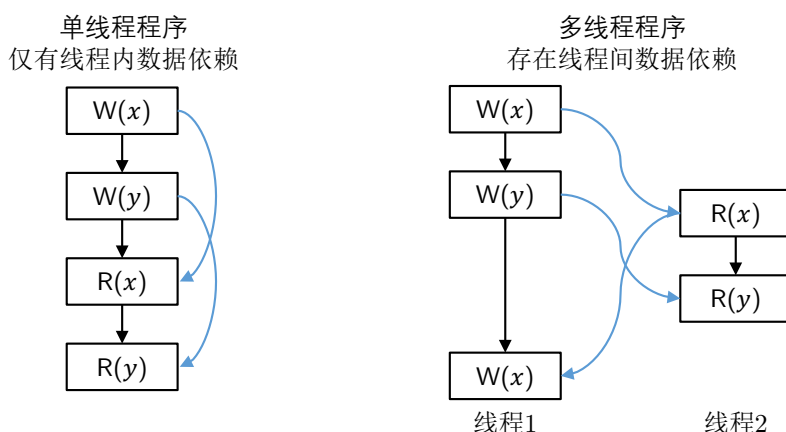 单线程程序
仅有线程内数据依赖
W(x)
W(y)
R(x)
R(y)
多线程程序
存在线程间数据依赖
W(x)
W(y)
R(x)
R(y)
W(x)
线程1
线程2